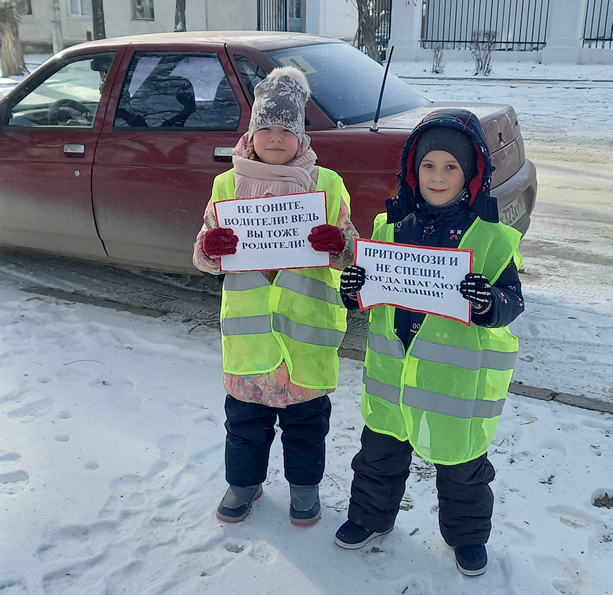 НЕ ГОНИТЕ,
ВОДИТЕЛИ! ВЕДЬ
ВЫ ТОЖЕ
РОДИТЕЛИ!
ПРИТОРМОЗИ И
НЕ СПЕШИ,
КОГДА ШАГАЮТ
МАЛЫШИ!